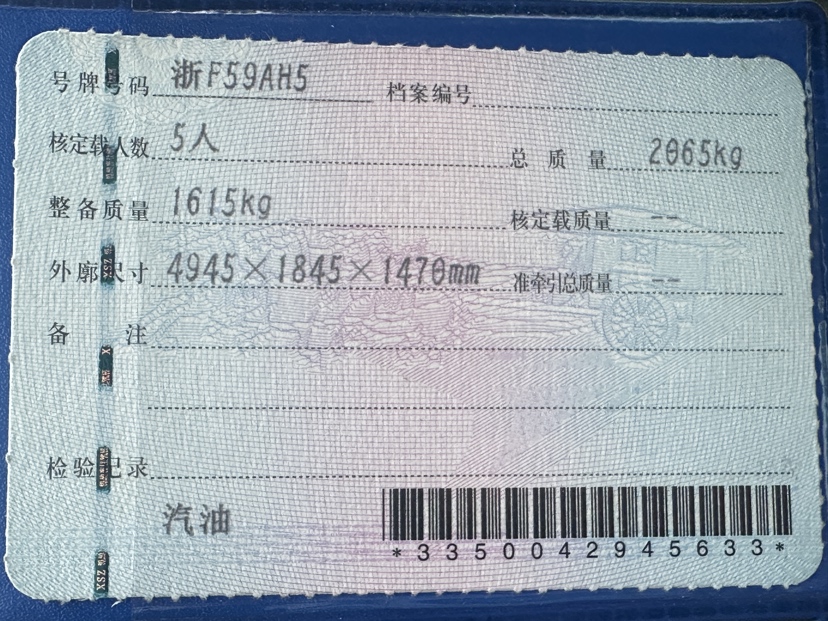 号牌号码 浙F59AH5 档案编号
核定载人数 5人 总质量 2065kg
整备质量 1615kg 核定载质量 --
外廓尺寸 4945×1845×1470mm 准牵引总质量 --
备注
检验记录
汽油
*3350042945633*
XSZ
X
XSZ